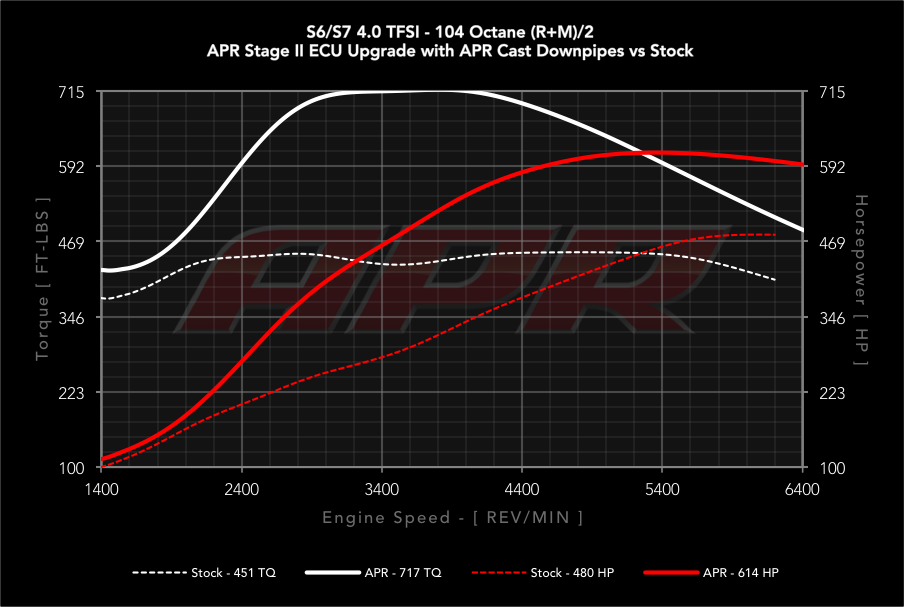 S6/S7 4.0 TFSI - 104 Octane (R+M)/2
APR Stage II ECU Upgrade with APR Cast Downpipes vs Stock
715
715
592
592
469
469
346
346
223
223
100
100
Torque [ FT-LBS ]
APR
Horsepower [ HP ]
1400
2400
3400
4400
5400
6400
Engine Speed - [ REV/MIN ]
Stock - 451 TQ
APR - 717 TQ
Stock - 480 HP
APR - 614 HP